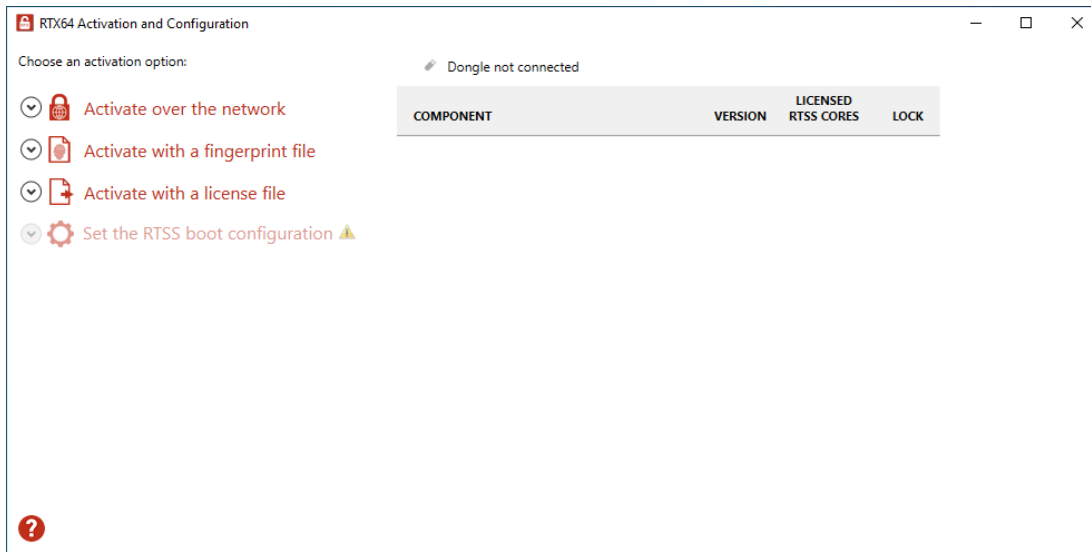 RTX64 Activation and Configuration
Choose an activation option:
Activate over the network
Activate with a fingerprint file
Activate with a license file
Set the RTSS boot configuration
Dongle not connected
COMPONENT VERSION LICENSED RTSS CORES LOCK
?